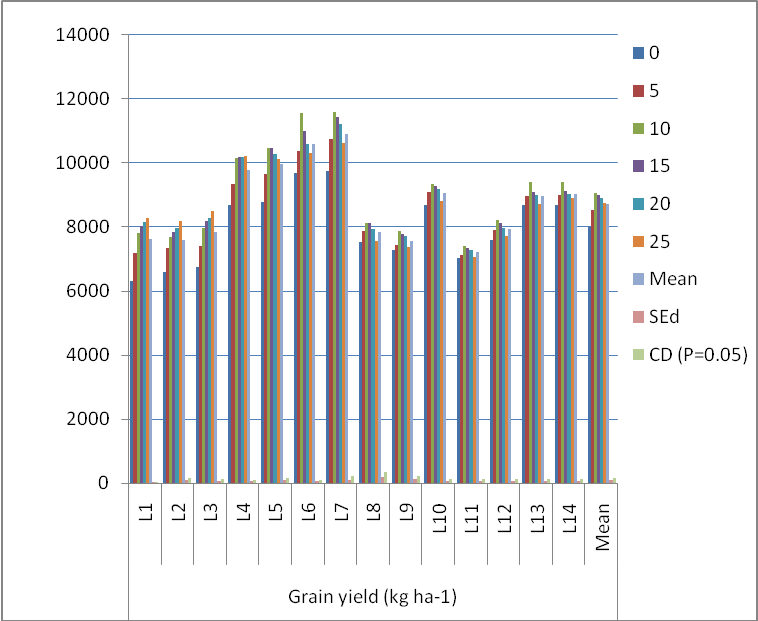 14000
12000
10000
8000
6000
4000
2000
0
L1
L2
L3
L4
L5
L6
L7
L8
L9
L10
L11
L12
L13
L14
Mean
Grain yield (kg ha-1)
0
5
10
15
20
25
Mean
SEd
CD (P=0.05)